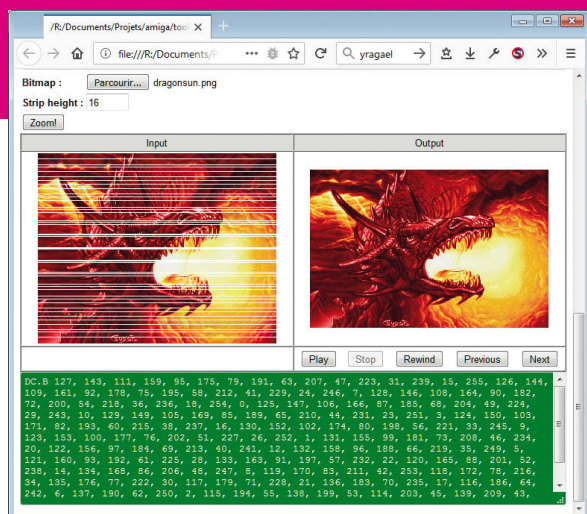 /R:/Documents/Projets/amiga/tool
file:///R:/Documents/P
yragael
Bitmap :
Parcourir...
dragonsun.png
Strip height :
16
Zoom!
Input
Output
Play
Stop
Rewind
Previous
Next
DC.B 127, 143, 111, 159, 95, 175, 79, 191, 63, 207, 47, 223, 31, 239, 15, 255, 126, 144,
109, 161, 92, 178, 75, 195, 58, 212, 41, 229, 24, 246, 7, 128, 146, 108, 164, 90, 182,
72, 200, 54, 218, 36, 236, 18, 254, 0, 125, 147, 106, 166, 87, 185, 68, 204, 49, 224,
29, 243, 10, 129, 149, 105, 169, 85, 189, 65, 210, 44, 231, 23, 251, 3, 124, 150, 103,
171, 82, 193, 60, 215, 38, 237, 16, 130, 152, 102, 174, 80, 198, 56, 221, 33, 245, 9,
123, 153, 100, 177, 76, 202, 51, 227, 26, 252, 1, 131, 155, 99, 181, 73, 208, 46, 234,
20, 122, 156, 97, 184, 69, 213, 40, 241, 12, 132, 158, 96, 188, 66, 219, 35, 249, 5,
121, 160, 93, 192, 61, 225, 28, 133, 163, 91, 197, 57, 232, 22, 120, 165, 88, 201, 52,
238, 14, 134, 168, 86, 206, 48, 247, 8, 119, 170, 83, 211, 42, 253, 118, 172, 78, 216,
34, 135, 176, 77, 222, 30, 117, 179, 71, 228, 21, 136, 183, 70, 235, 17, 116, 186, 64,
242, 6, 137, 190, 62, 250, 2, 115, 194, 55, 138, 199, 53, 114, 203, 45, 139, 209, 43,